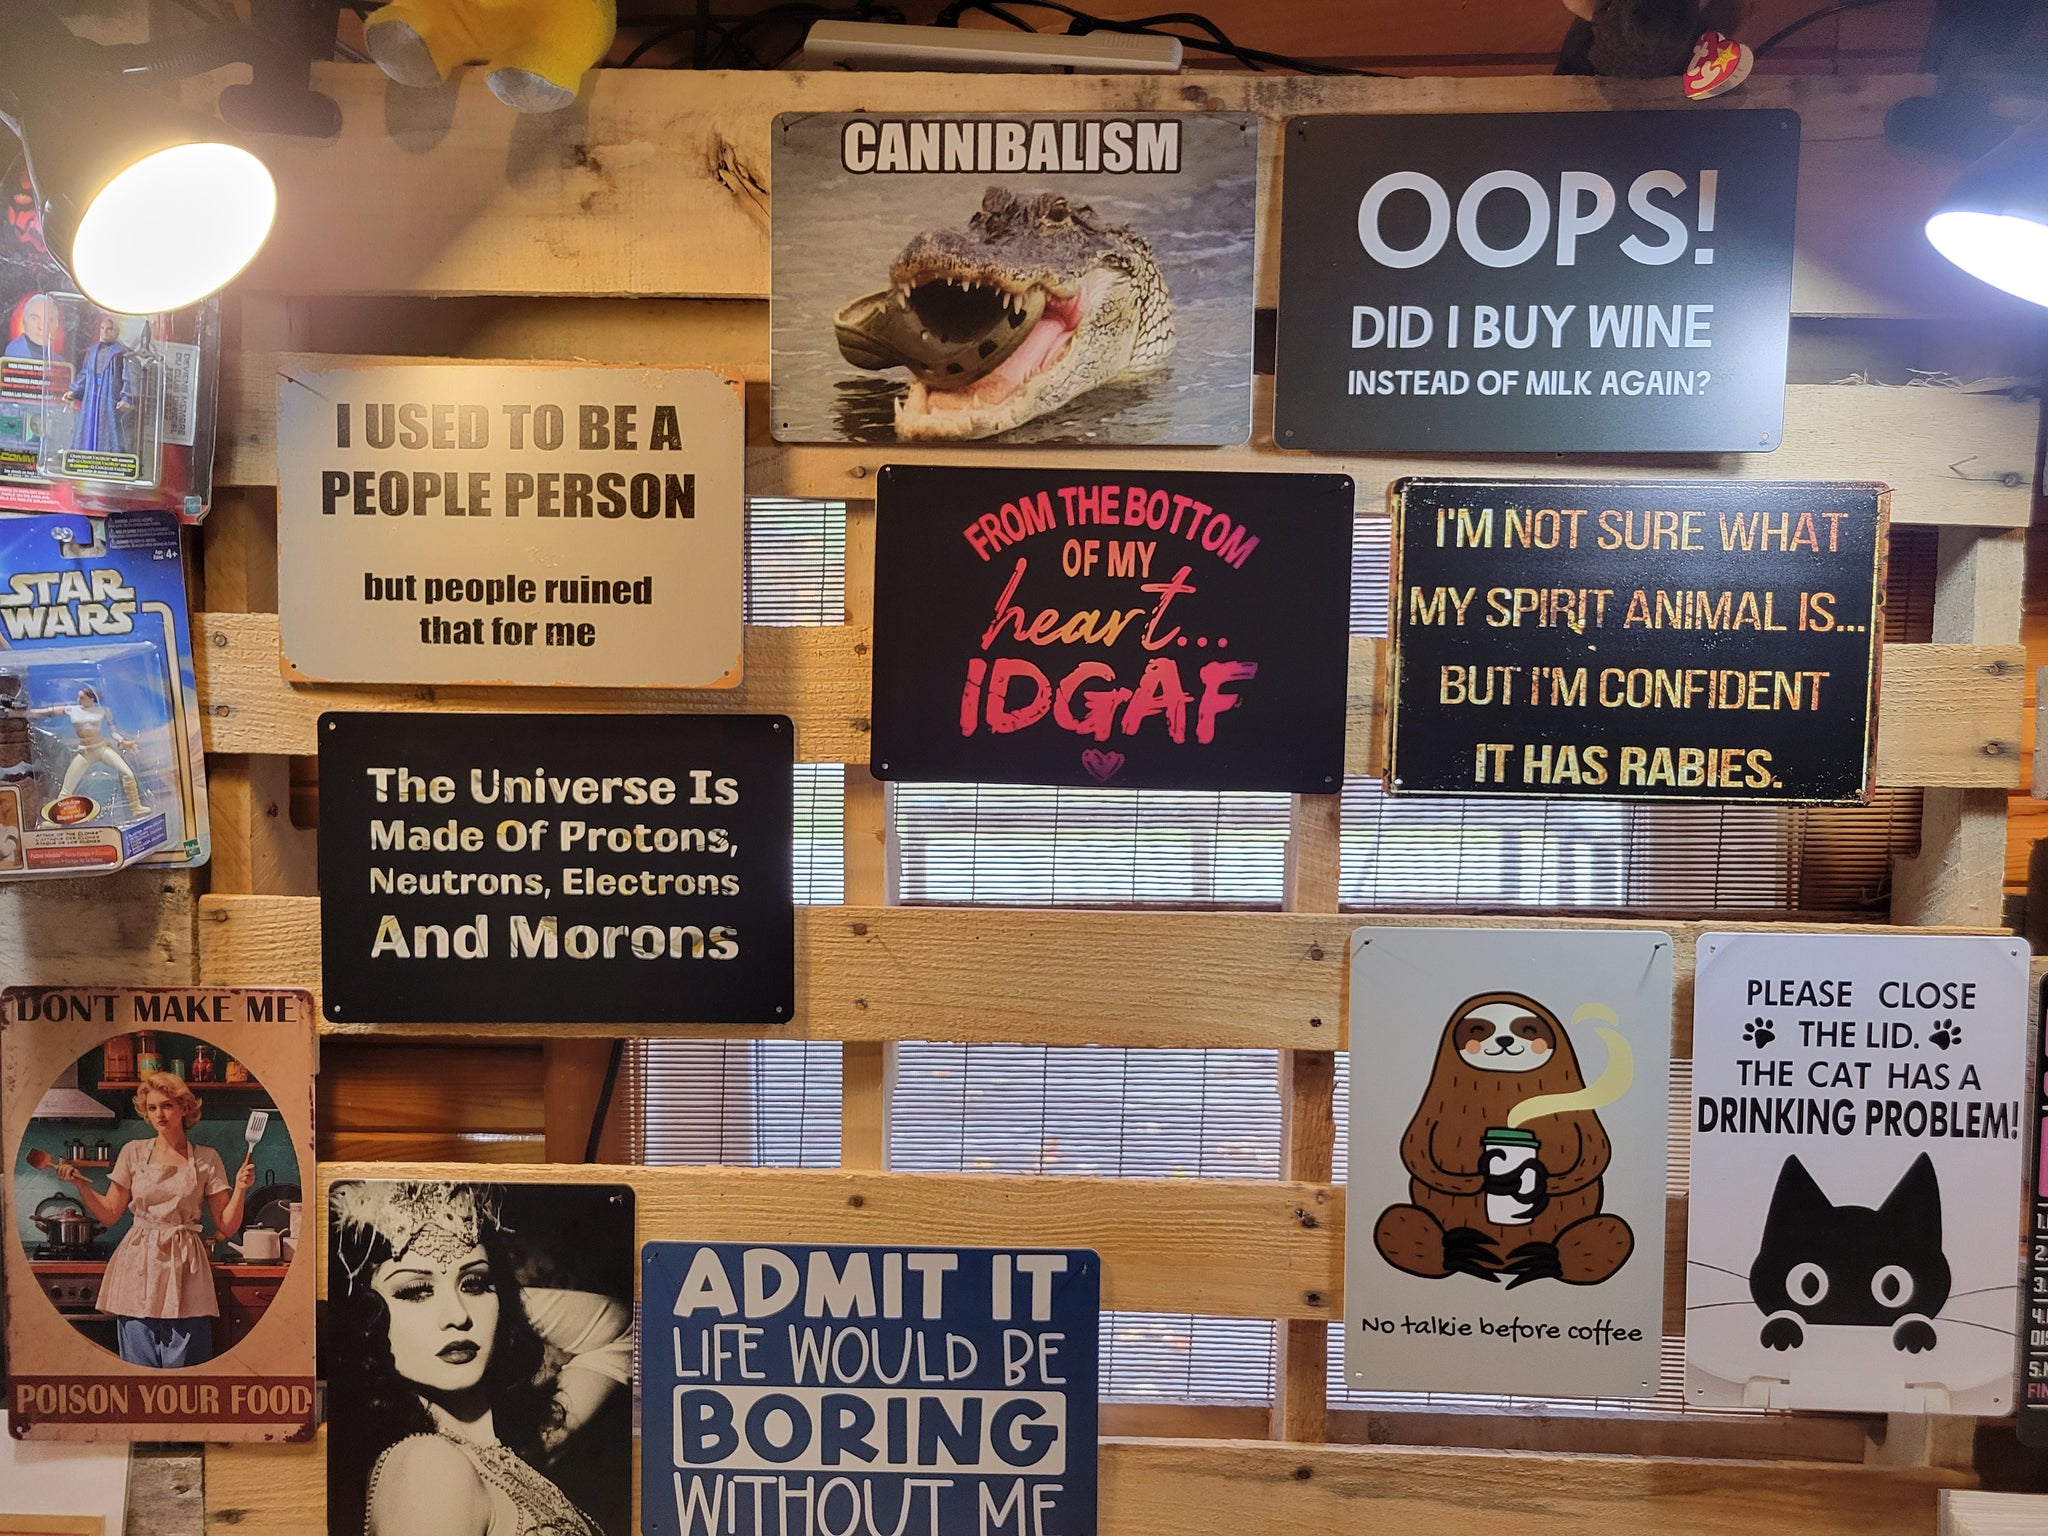 CANNIBALISM
OOPS!
DID I BUY WINE
INSTEAD OF MILK AGAIN?
I USED TO BE A
PEOPLE PERSON
but people ruined
that for me
FROM THE BOTTOM
OF MY
heart...
IDGAF
I'M NOT SURE WHAT
MY SPIRIT ANIMAL IS...
BUT I'M CONFIDENT
IT HAS RABIES.
STAR
WARS
The Universe Is
Made Of Protons,
Neutrons, Electrons
And Morons
DON'T MAKE ME
POISON YOUR FOOD
ADMIT IT
LIFE WOULD BE
BORING
WITHOUT ME
No talkie before coffee
PLEASE CLOSE
THE LID.
THE CAT HAS A
DRINKING PROBLEM!